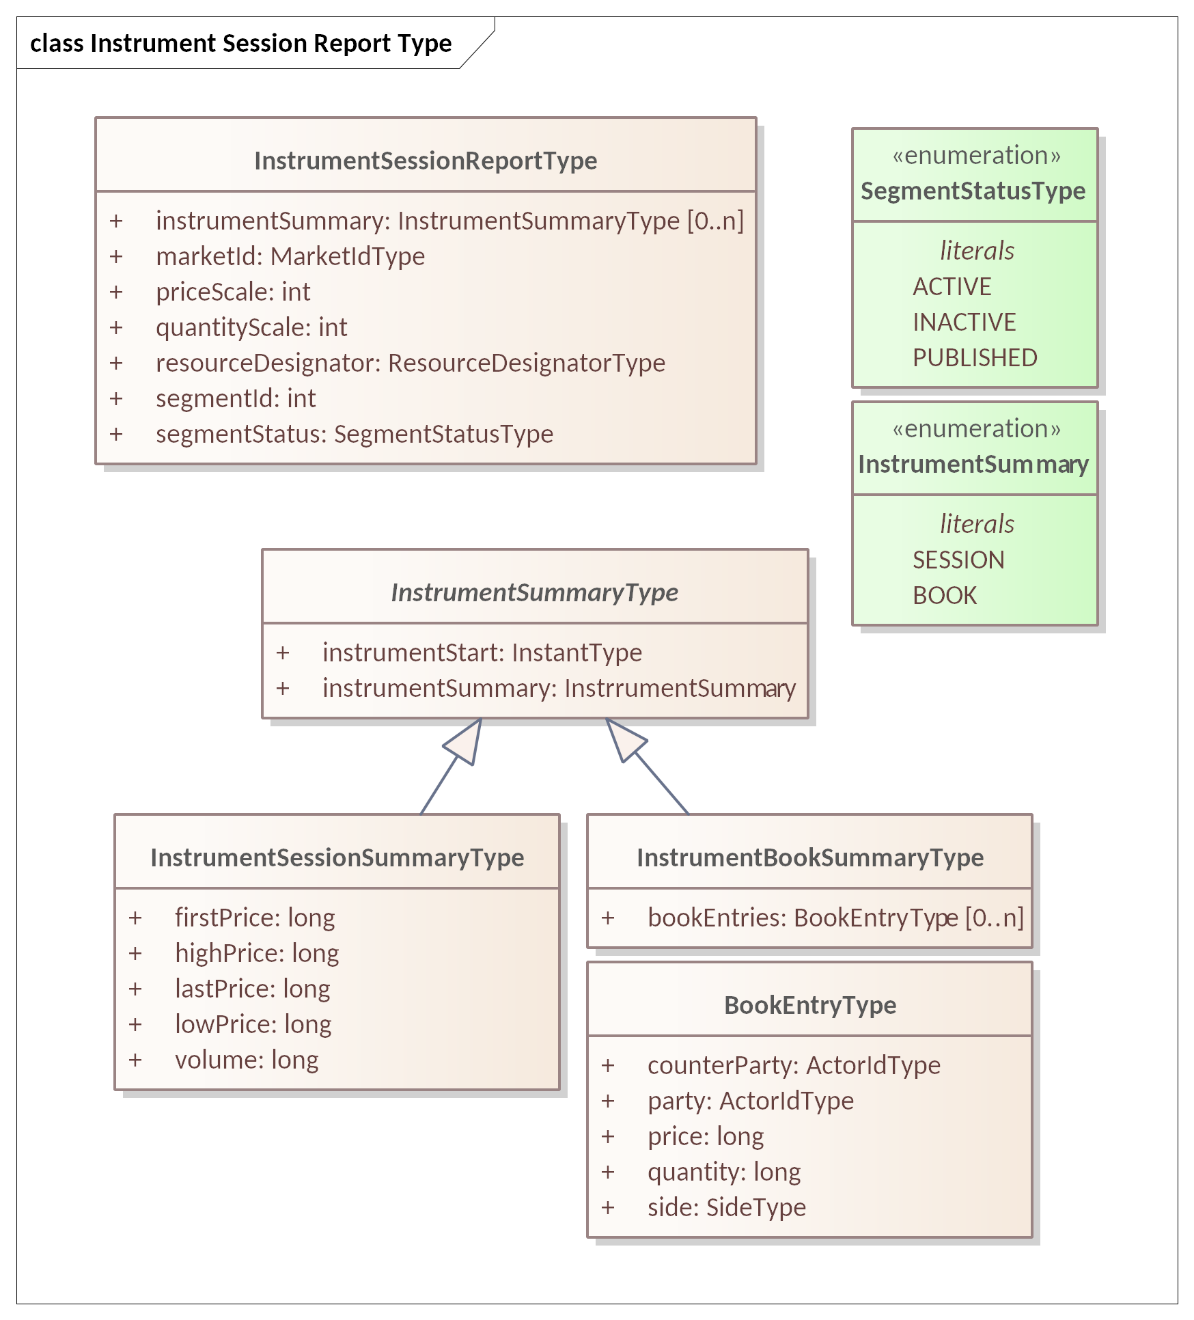 class Instrument Session Report Type
InstrumentSessionReportType
+ instrumentSummary: InstrumentSummaryType [0..n]
+ marketId: MarketIdType
+ priceScale: int
+ quantityScale: int
+ resourceDesignator: ResourceDesignatorType
+ segmentId: int
+ segmentStatus: SegmentStatusType
«enumeration»
SegmentStatusType
literals
ACTIVE
INACTIVE
PUBLISHED
«enumeration»
InstrumentSummary
literals
SESSION
BOOK
InstrumentSummaryType
+ instrumentStart: InstantType
+ instrumentSummary: InstrrumentSummary
InstrumentSessionSummaryType
+ firstPrice: long
+ highPrice: long
+ lastPrice: long
+ lowPrice: long
+ volume: long
InstrumentBookSummaryType
+ bookEntries: BookEntryType [0..n]
BookEntryType
+ counterParty: ActorIdType
+ party: ActorIdType
+ price: long
+ quantity: long
+ side: SideType